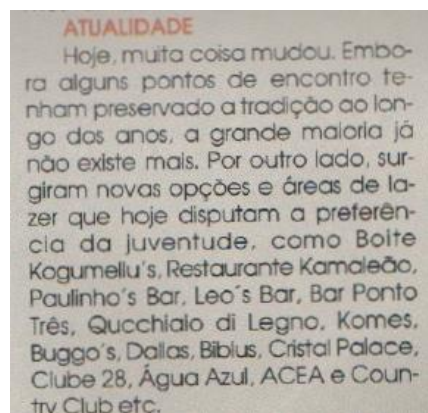 ATUALIDADE
Hoje, muita coisa mudou. Embo-
ra alguns pontos de encontro te-
nham preservado a tradição ao lon-
go dos anos, a grande maioria já
não existe mais. Por outro lado, sur-
giram novas opções e áreas de la-
zer que hoje disputam a preferên-
cia da juventude, como Boite
Kogumellu's, Restaurante Kamaleão,
Paulinho's Bar, Leo's Bar, Bar Ponto
Três, Qucchiaio di Legno, Komes,
Buggo's, Dallas, Bibius, Cristal Palace,
Clube 28, Água Azul, ACEA e Coun-
try Club etc.